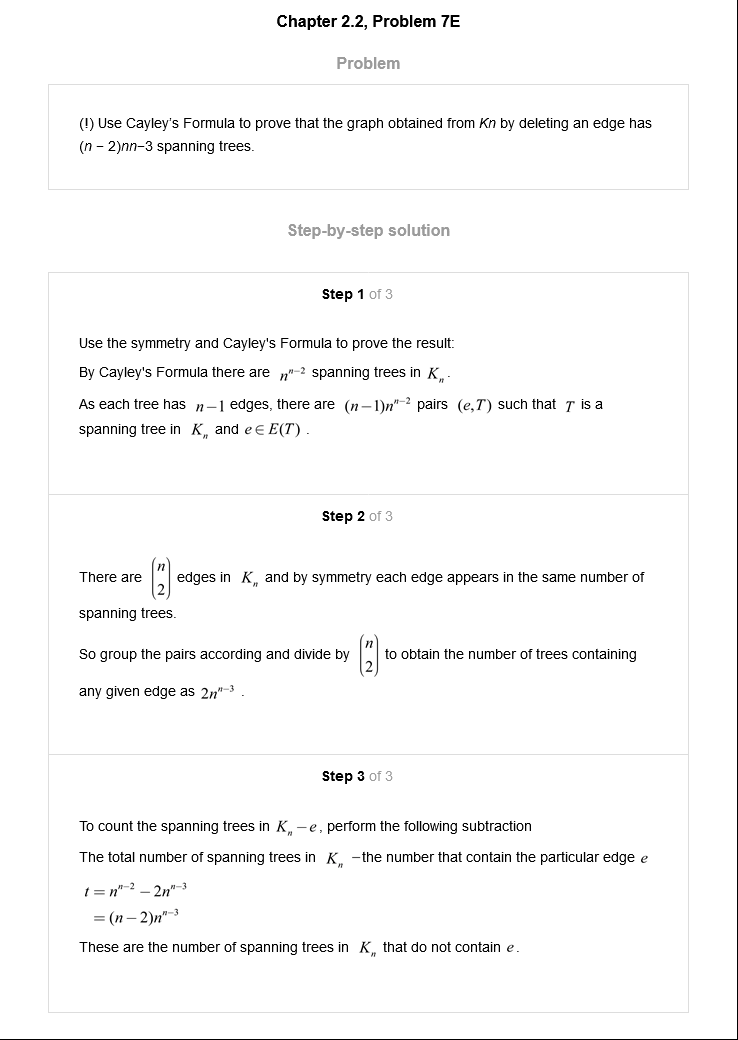 Chapter 2.2, Problem 7E
Problem
(!) Use Cayley's Formula to prove that the graph obtained from Kn by deleting an edge has
(n − 2)nn−3 spanning trees.
Step-by-step solution
Step 1 of 3
Use the symmetry and Cayley's Formula to prove the result:
By Cayley's Formula there are n^{n-2} spanning trees in K_n.
As each tree has n−1 edges, there are (n−1)n^{n-2} pairs (e,T) such that T is a
spanning tree in K_n and e∈E(T).
Step 2 of 3
There are \binom{n}{2} edges in K_n and by symmetry each edge appears in the same number of
spanning trees.
So group the pairs according and divide by \binom{n}{2} to obtain the number of trees containing
any given edge as 2n^{n-3}.
Step 3 of 3
To count the spanning trees in K_n−e, perform the following subtraction
The total number of spanning trees in K_n −the number that contain the particular edge e
t = n^{n-2} − 2n^{n-3}
= (n−2)n^{n-3}
These are the number of spanning trees in K_n that do not contain e.